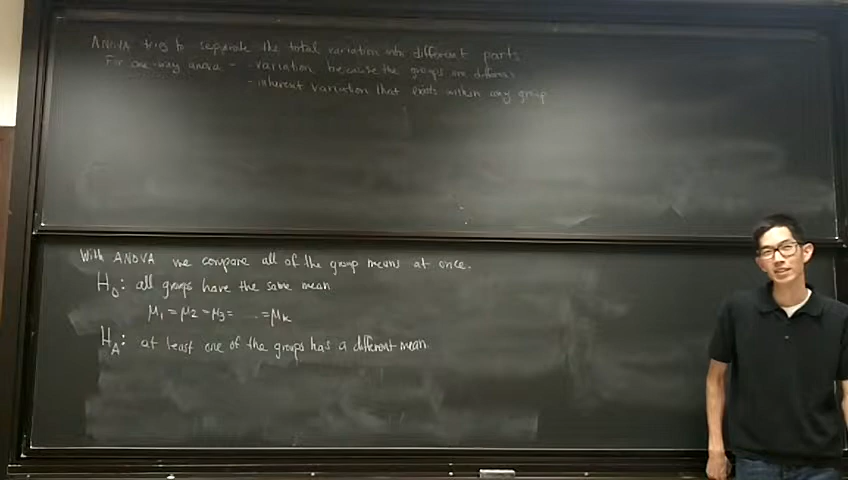 ANOVA tries to separate the total variation into different parts
For one-way anova - - variation because the groups are different
- inherent variation that exists within any group
With ANOVA we compare all of the group means at once.
H₀: all groups have the same mean
μ₁ = μ₂ = μ₃ = ... = μₖ
H_A: at least one of the groups has a different mean.